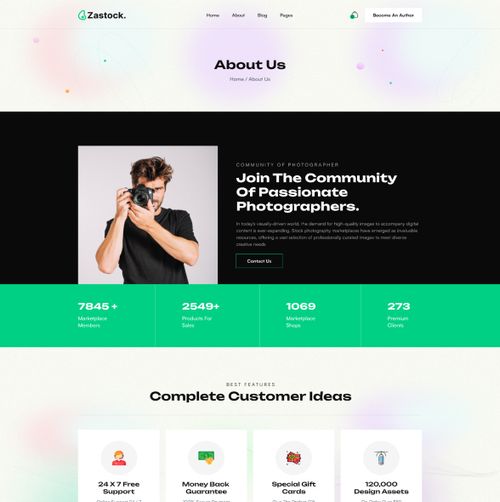 Zastock.
Home About Blog Pages
Become An Author
About Us
Home / About Us
COMMUNITY OF PHOTOGRAPHER
Join The Community
Of Passionate
Photographers.
In today's visually-driven world, the demand for high-quality images to accompany digital
content is ever-expanding. Stock photography marketplaces have emerged as invaluable
resources, offering a vast selection of professionally curated images to meet diverse
creative needs
Contact Us
7845 +
Marketplace
Members
2549+
Products For
Sales
1069
Marketplace
Shops
273
Premium
Clients
BEST FEATURES
Complete Customer Ideas
24 X 7 Free
Support
Money Back
Guarantee
Special Gift
Cards
120,000
Design Assets